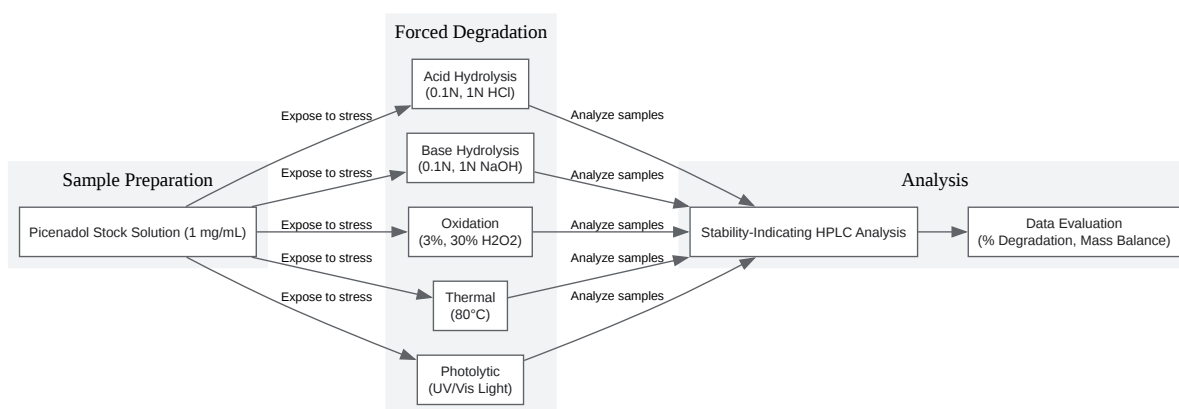 Forced Degradation
Acid Hydrolysis
(0.1N, 1N HCl)
Expose to stress
Analyze samples
Base Hydrolysis
(0.1N, 1N NaOH)
Expose to stress
Analyze samples
Sample Preparation
Analysis
Picenadol Stock Solution (1 mg/mL)
Expose to stress
Oxidation
(3%, 30% H2O2)
Analyze samples
Stability-Indicating HPLC Analysis
Data Evaluation
(% Degradation, Mass Balance)
Expose to stress
Analyze samples
Thermal
(80°C)
Expose to stress
Analyze samples
Photolytic
(UV/Vis Light)